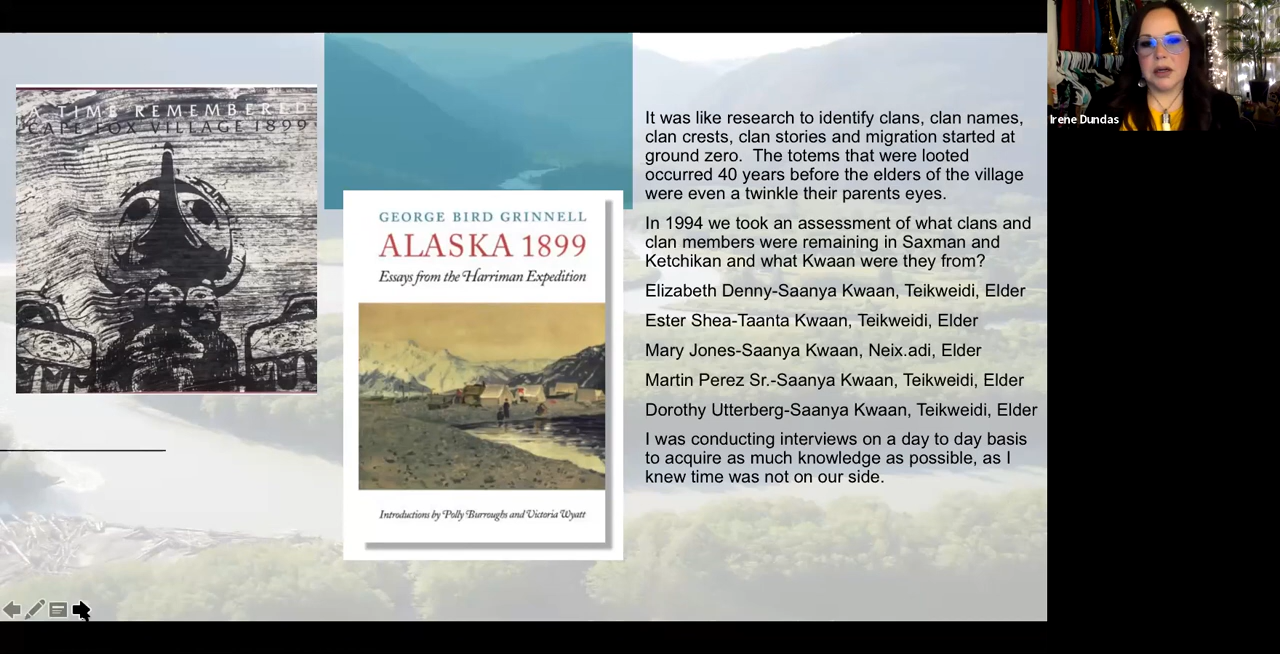 A TIME REMEMBERED
CAPE FOX VILLAGE 1899
GEORGE BIRD GRINNELL
ALASKA 1899
Essays from the Harriman Expedition
Introductions by Polly Burroughs and Victoria Wyatt
It was like research to identify clans, clan names,
clan crests, clan stories and migration started at
ground zero.  The totems that were looted
occurred 40 years before the elders of the village
were even a twinkle their parents eyes.
In 1994 we took an assessment of what clans and
clan members were remaining in Saxman and
Ketchikan and what Kwaan were they from?
Elizabeth Denny-Saanya Kwaan, Teikweidi, Elder
Ester Shea-Taanta Kwaan, Teikweidi, Elder
Mary Jones-Saanya Kwaan, Neix.adi, Elder
Martin Perez Sr.-Saanya Kwaan, Teikweidi, Elder
Dorothy Utterberg-Saanya Kwaan, Teikweidi, Elder
I was conducting interviews on a day to day basis
to acquire as much knowledge as possible, as I
knew time was not on our side.
Irene Dundas